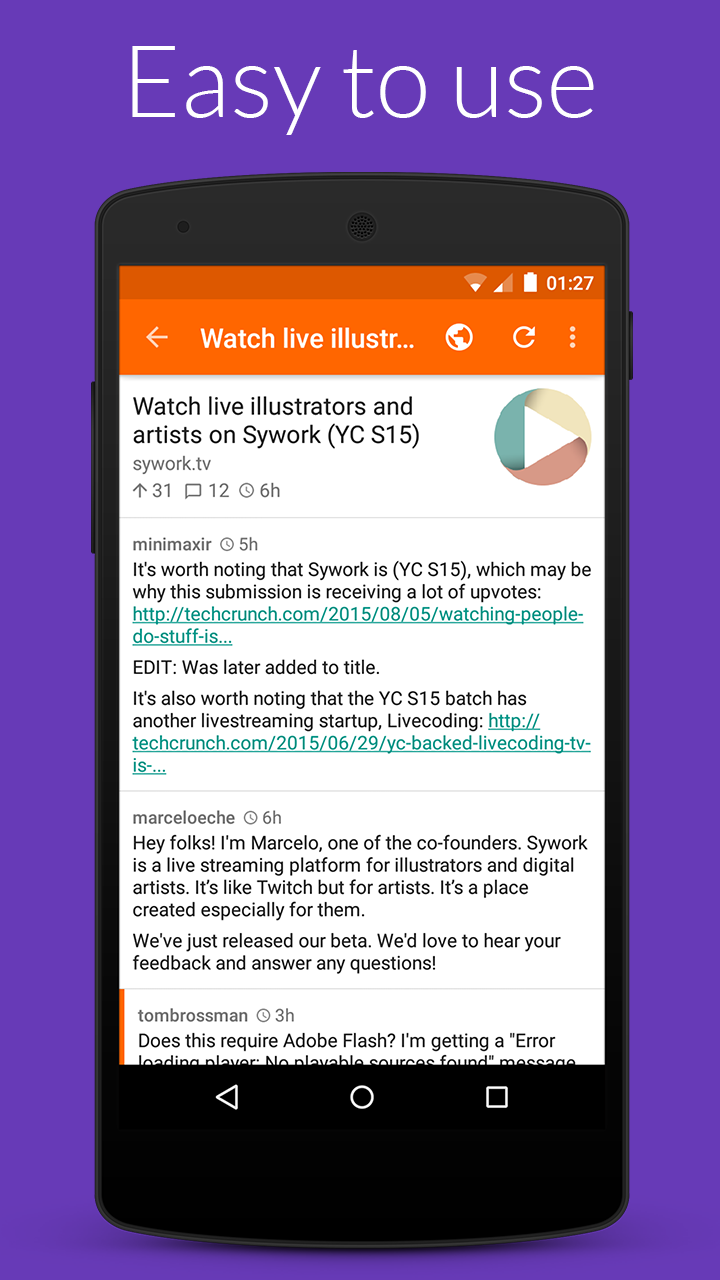 Easy to use
01:27
Watch live illustr...
Watch live illustrators and
artists on Sywork (YC S15)
sywork.tv
31 12 6h
minimaxir 5h
It's worth noting that Sywork is (YC S15), which may be
why this submission is receiving a lot of upvotes:
http://techcrunch.com/2015/08/05/watching-people-
do-stuff-is...
EDIT: Was later added to title.
It's also worth noting that the YC S15 batch has
another livestreaming startup, Livecoding: http://
techcrunch.com/2015/06/29/yc-backed-livecoding-tv-
is-...
marceloeche 6h
Hey folks! I'm Marcelo, one of the co-founders. Sywork
is a live streaming platform for illustrators and digital
artists. It’s like Twitch but for artists. It’s a place
created especially for them.
We've just released our beta. We'd love to hear your
feedback and answer any questions!
tombrossman 3h
Does this require Adobe Flash? I'm getting a "Error
loading player: No playable sources found" message